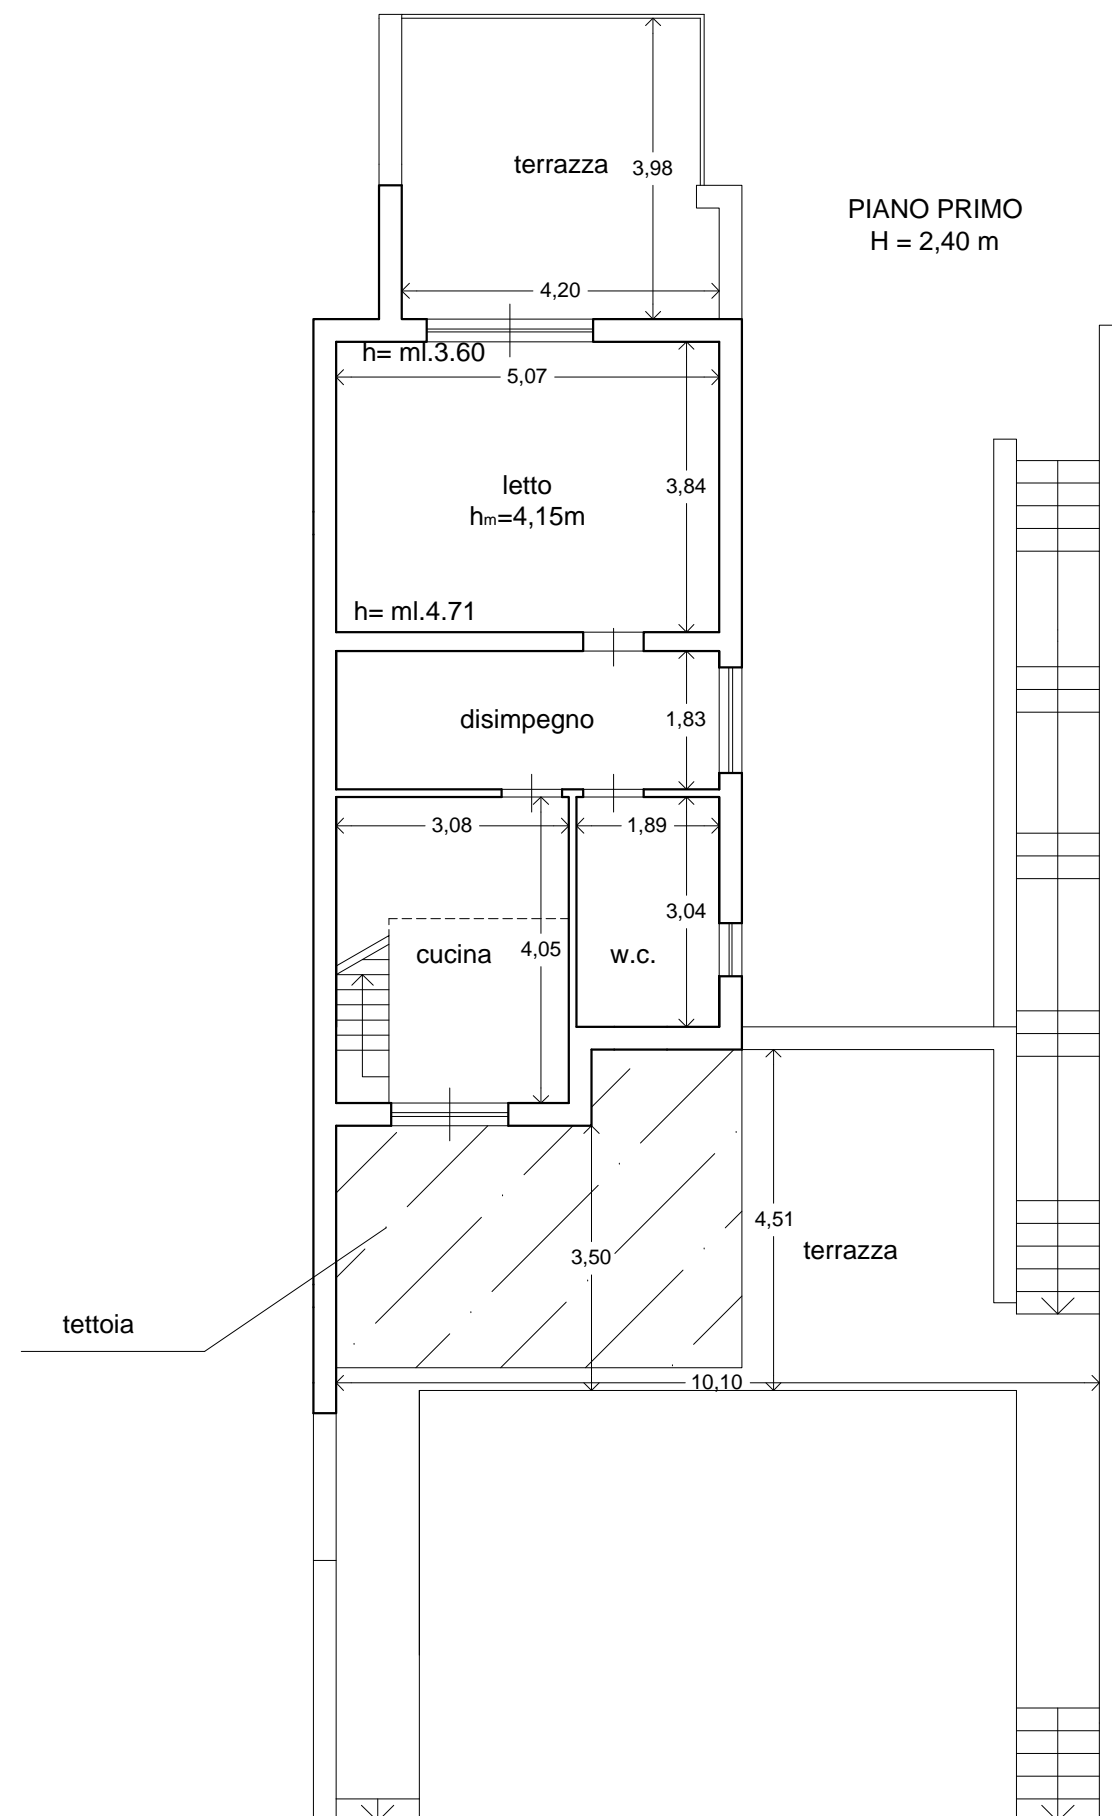 terrazza
3,98
PIANO PRIMO
H = 2,40 m
4,20
h= ml.3.60
5,07
letto
3,84
hm=4,15m
h= ml.4.71
disimpegno
1,83
3,08
1,89
3,04
cucina
4,05
w.c.
4,51
3,50
terrazza
tettoia
10,10